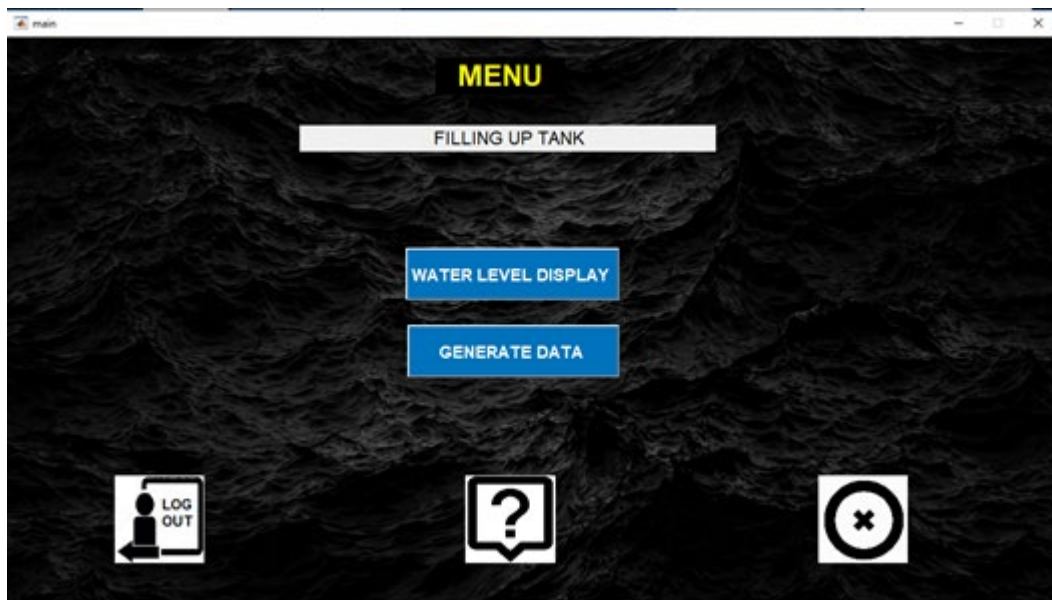 main
MENU
FILLING UP TANK
WATER LEVEL DISPLAY
GENERATE DATA
LOG
OUT
?